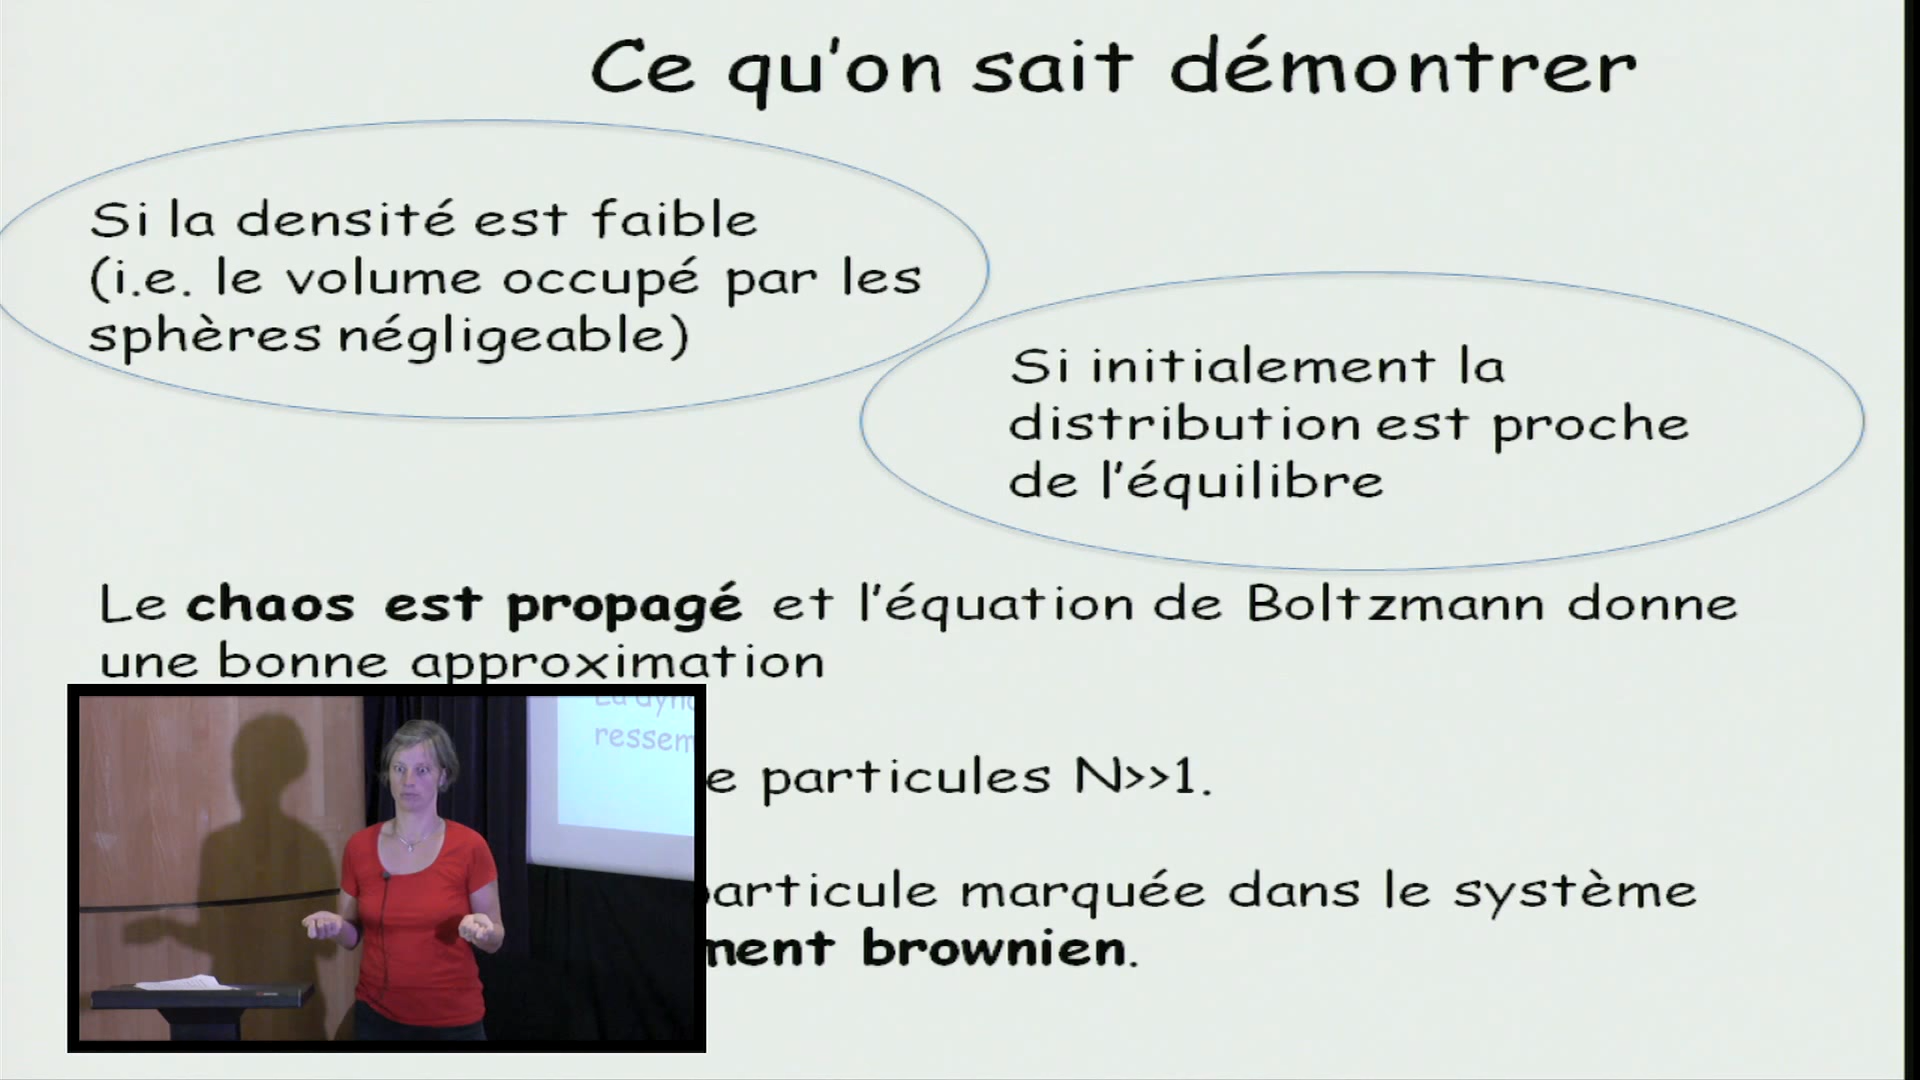 Ce qu'on sait démontrer
Si la densité est faible
(i.e. le volume occupé par les
sphères négligeable)
Si initialement la
distribution est proche
de l'équilibre
Le chaos est propagé et l'équation de Boltzmann donne
une bonne approximation
particules N>>1.
marquée dans le système
brownien.